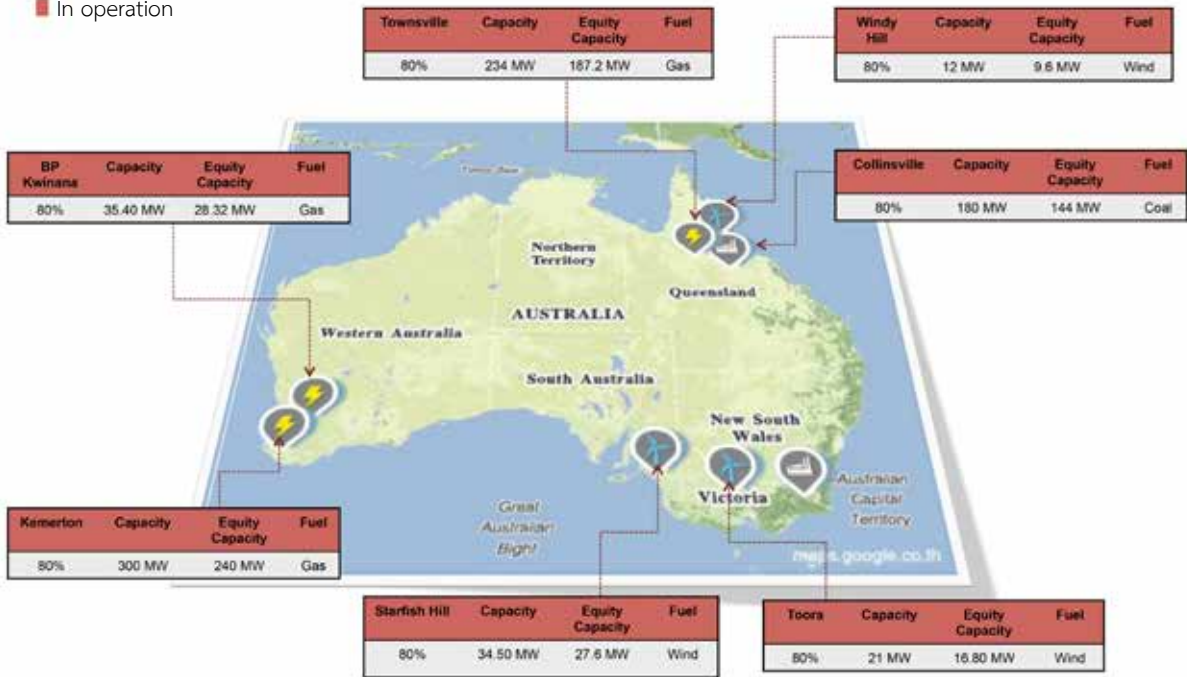 In operation
Townsville Capacity Equity Capacity Fuel
80% 234 MW 187.2 MW Gas
Windy Hill Capacity Equity Capacity Fuel
80% 12 MW 9.6 MW Wind
BP Kwinana Capacity Equity Capacity Fuel
80% 35.40 MW 28.32 MW Gas
Collinsville Capacity Equity Capacity Fuel
80% 180 MW 144 MW Coal
Northern
Territory
Queensland
AUSTRALIA
Western Australia
South Australia
New South
Wales
Victoria
Australian
Capital
Territory
Great
Australian
Bight
maps.google.co.th
Kemerton Capacity Equity Capacity Fuel
80% 300 MW 240 MW Gas
Starfish Hill Capacity Equity Capacity Fuel
80% 34.50 MW 27.6 MW Wind
Toora Capacity Equity Capacity Fuel
80% 21 MW 16.80 MW Wind